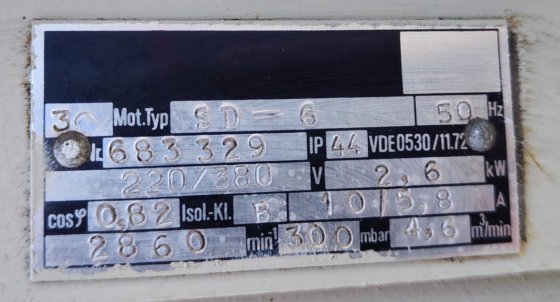 3~ Mot.Typ SD-6 50 Hz
Nr. 683329 IP 44 VDE0530/11.72
220/380 V 2,6 kW
cosφ 0,82 Isol.-Kl. B 10/5,8 A
2860 min⁻¹ 300 mbar 4,6 m³/min